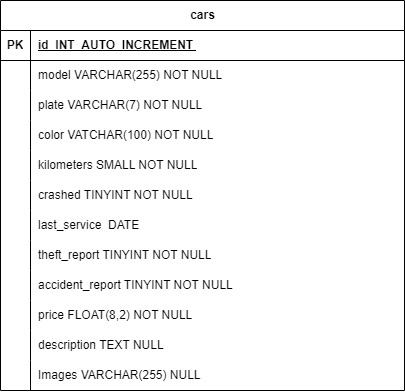 cars
PK id INT AUTO_INCREMENT
model VARCHAR(255) NOT NULL
plate VARCHAR(7) NOT NULL
color VATCHAR(100) NOT NULL
kilometers SMALL NOT NULL
crashed TINYINT NOT NULL
last_service DATE
theft_report TINYINT NOT NULL
accident_report TINYINT NOT NULL
price FLOAT(8,2) NOT NULL
description TEXT NULL
Images VARCHAR(255) NULL